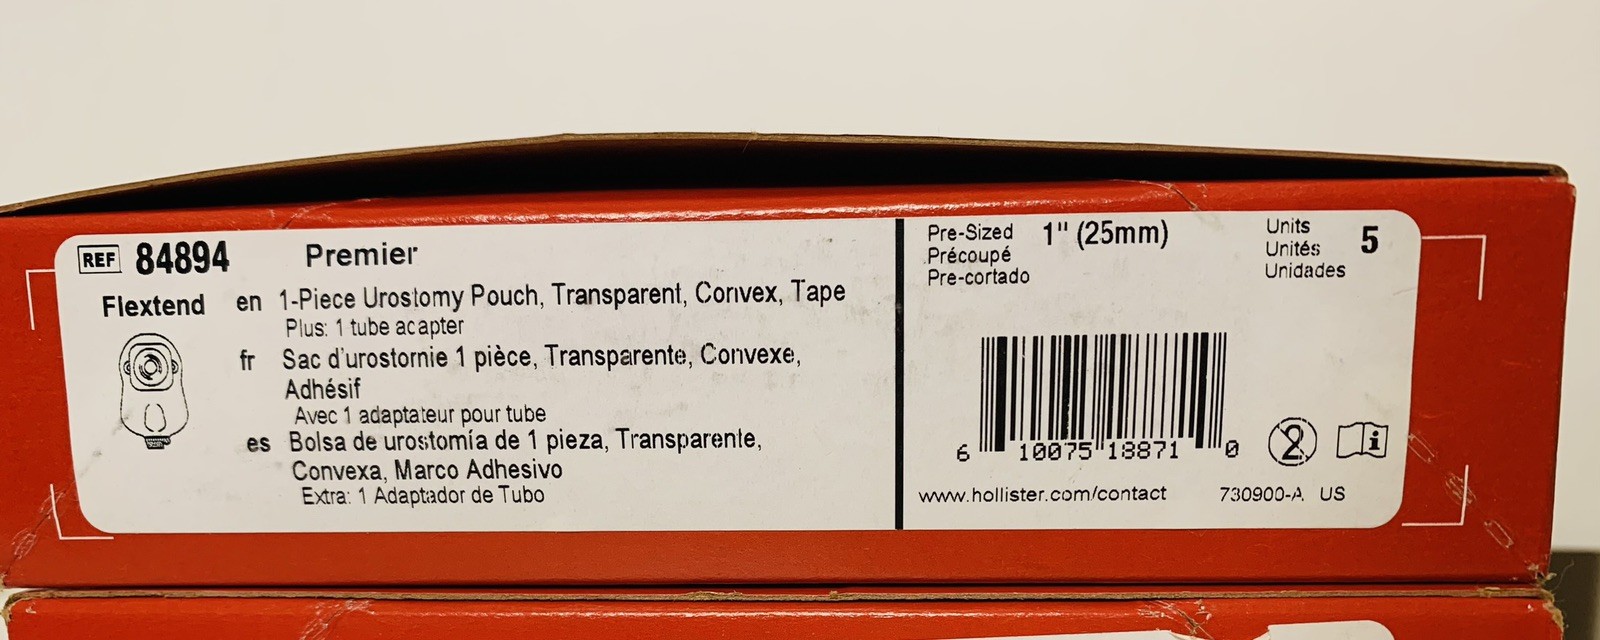 REF 84894 Premier
Flextend
en 1-Piece Urostomy Pouch, Transparent, Convex, Tape
Plus: 1 tube adapter
fr Sac d'urostomie 1 pièce, Transparente, Convexe,
Adhésif
Avec 1 adaptateur pour tube
es Bolsa de urostomía de 1 pieza, Transparente,
Convexa, Marco Adhesivo
Extra: 1 Adaptador de Tubo
Pre-Sized 1" (25mm)
Précoupé
Pre-cortado
Units 5
Unités
Unidades
6 10075 18871 0
2
i
www.hollister.com/contact 730900-A US